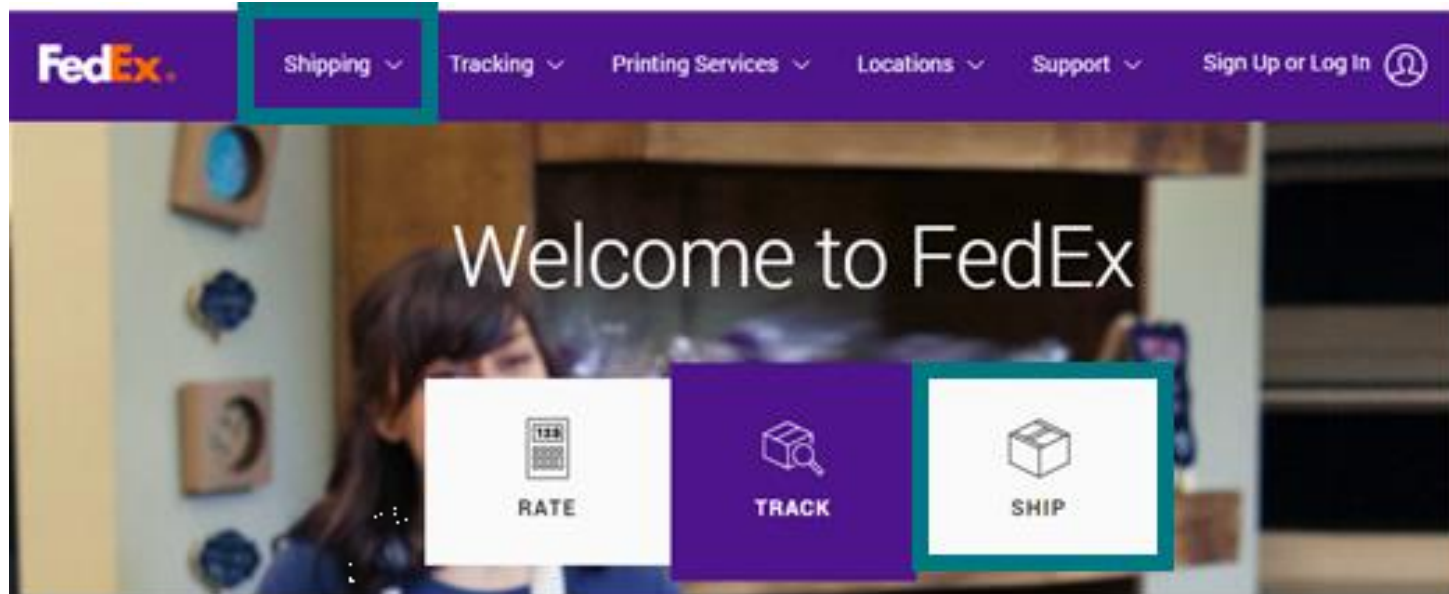 FedEx.
Shipping
Tracking
Printing Services
Locations
Support
Sign Up or Log In
Welcome to FedEx
RATE
TRACK
SHIP